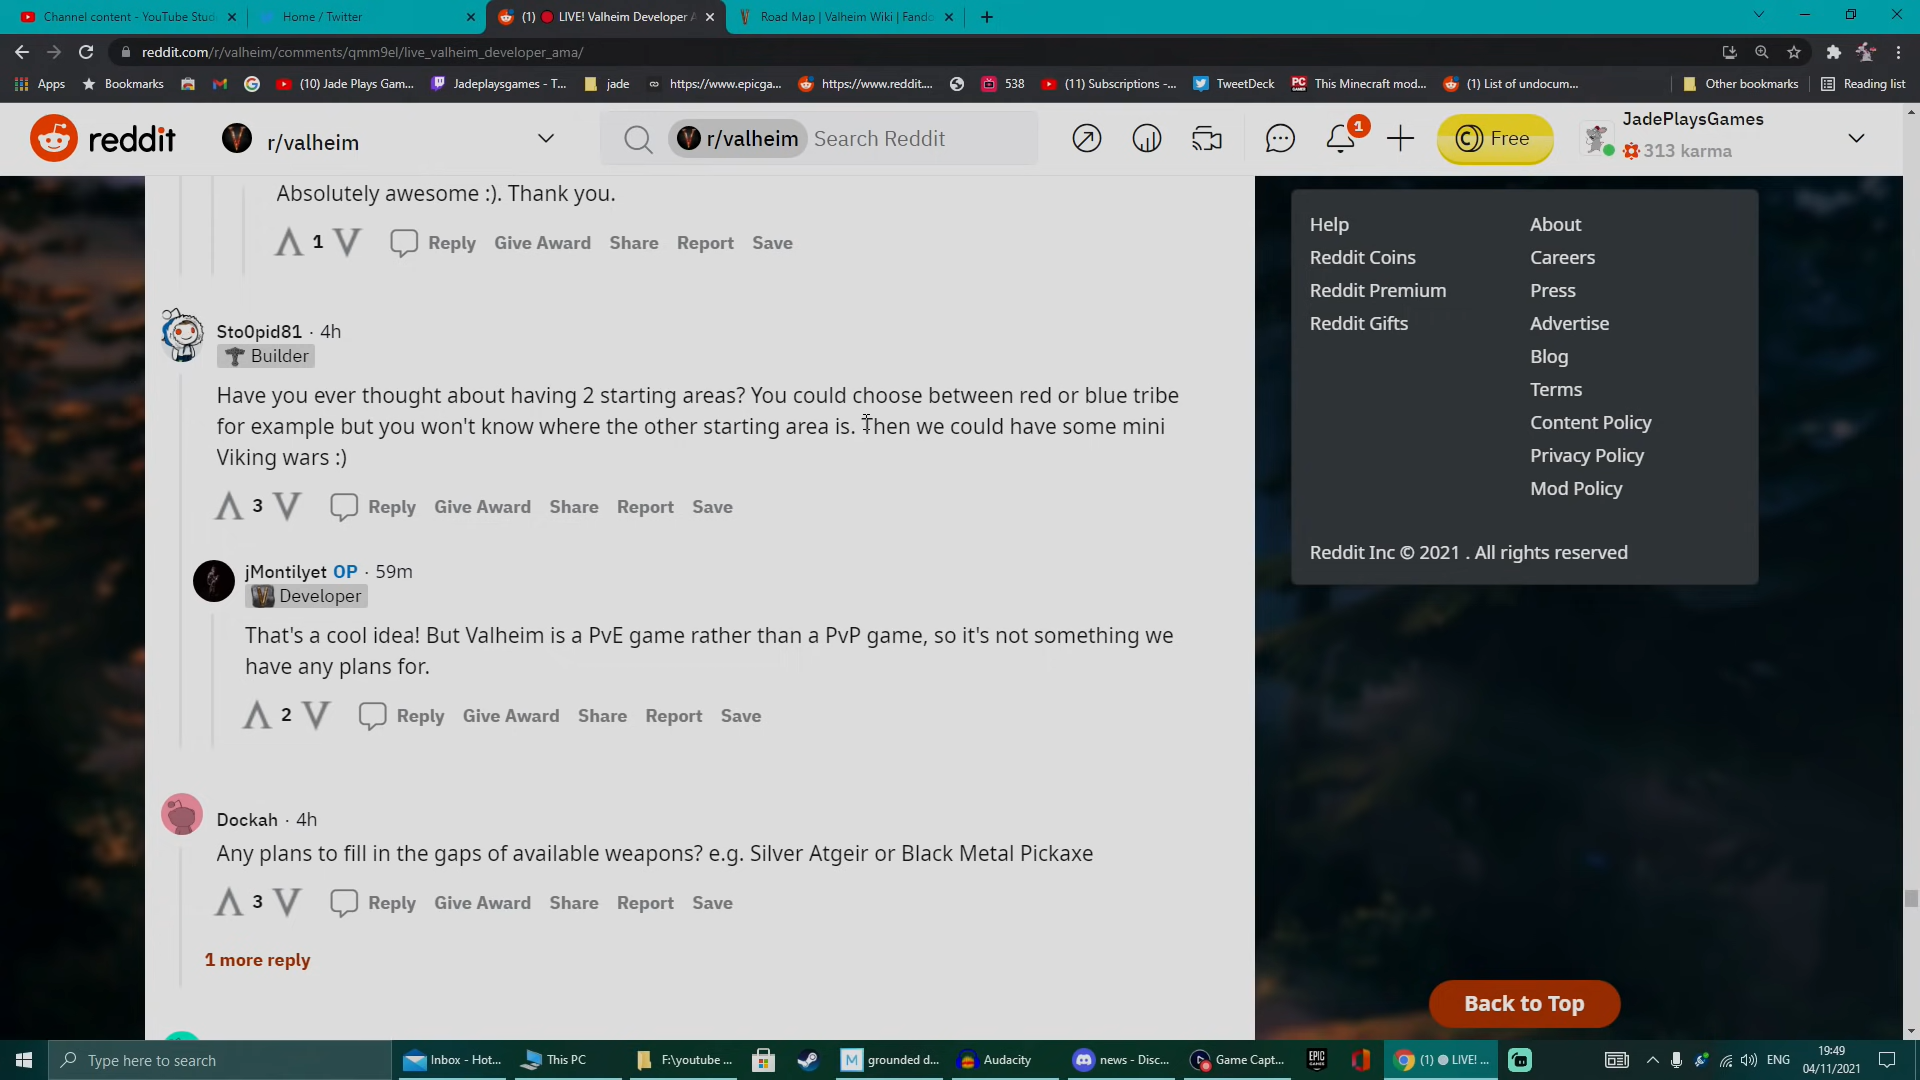 Channel content - YouTube Stud
Home / Twitter
(1) 🔴 LIVE! Valheim Developer A
Road Map | Valheim Wiki | Fando
reddit.com/r/valheim/comments/qmm9el/live_valheim_developer_ama/
Apps
Bookmarks
(10) Jade Plays Gam...
Jadeplaysgames - T...
jade
https://www.epicga...
https://www.reddit....
538
(11) Subscriptions -...
TweetDeck
This Minecraft mod...
(1) List of undocum...
Other bookmarks
Reading list
reddit
r/valheim
r/valheim Search Reddit
1
Free
JadePlaysGames
313 karma
Absolutely awesome :). Thank you.
1 Reply Give Award Share Report Save
Sto0pid81 · 4h
Builder
Have you ever thought about having 2 starting areas? You could choose between red or blue tribe
for example but you won't know where the other starting area is. Then we could have some mini
Viking wars :)
3 Reply Give Award Share Report Save
jMontilyet OP · 59m
Developer
That's a cool idea! But Valheim is a PvE game rather than a PvP game, so it's not something we
have any plans for.
2 Reply Give Award Share Report Save
Dockah · 4h
Any plans to fill in the gaps of available weapons? e.g. Silver Atgeir or Black Metal Pickaxe
3 Reply Give Award Share Report Save
1 more reply
Help
Reddit Coins
Reddit Premium
Reddit Gifts
About
Careers
Press
Advertise
Blog
Terms
Content Policy
Privacy Policy
Mod Policy
Reddit Inc © 2021 . All rights reserved
Back to Top
Type here to search
Inbox - Hot...
This PC
F:\youtube ...
grounded d...
Audacity
news - Disc...
Game Capt...
EPIC GAMES
(1) 🔴 LIVE! ...
ENG
19:49
04/11/2021